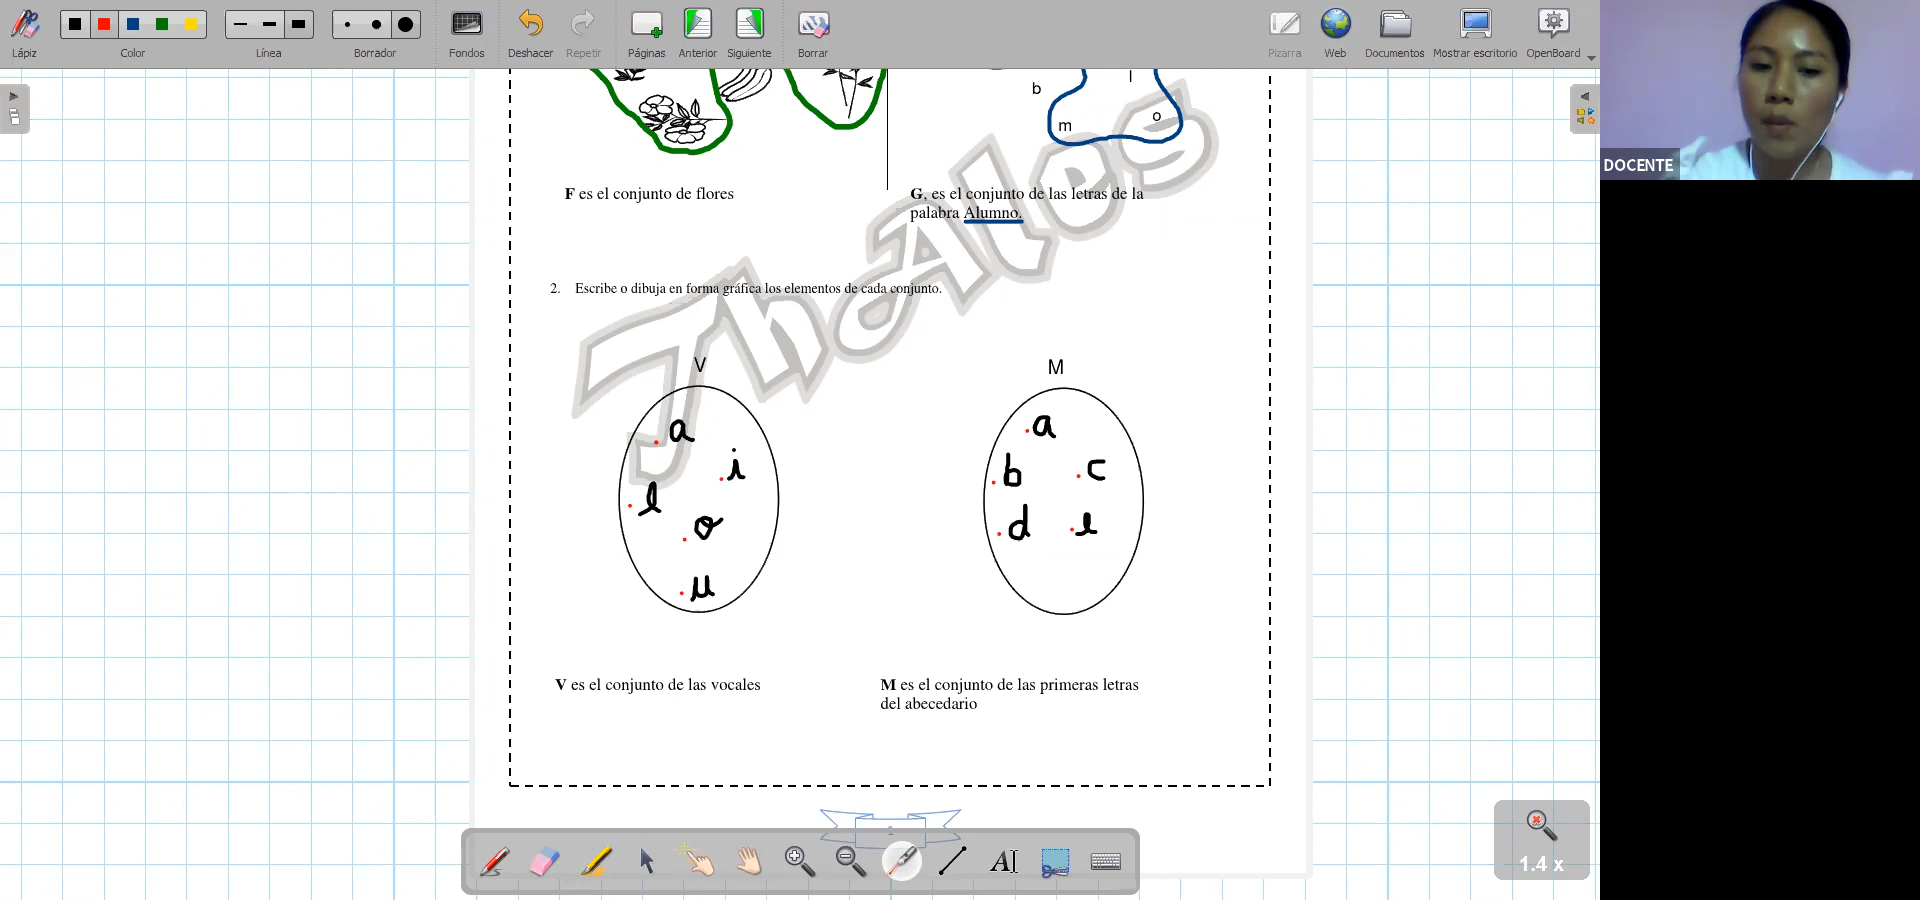 Lápiz
Color
Línea
Borrador
Fondos
Deshacer
Repetir
Páginas
Anterior
Siguiente
Borrar
Pizarra
Web
Documentos
Mostrar escritorio
OpenBoard
DOCENTE
b
l
m
o
F es el conjunto de flores
G, es el conjunto de las letras de la
palabra Alumno.
Thales
2. Escribe o dibuja en forma gráfica los elementos de cada conjunto.
V
a
i
e
o
u
M
a
b
c
d
e
V es el conjunto de las vocales
M es el conjunto de las primeras letras
del abecedario
1.4 x